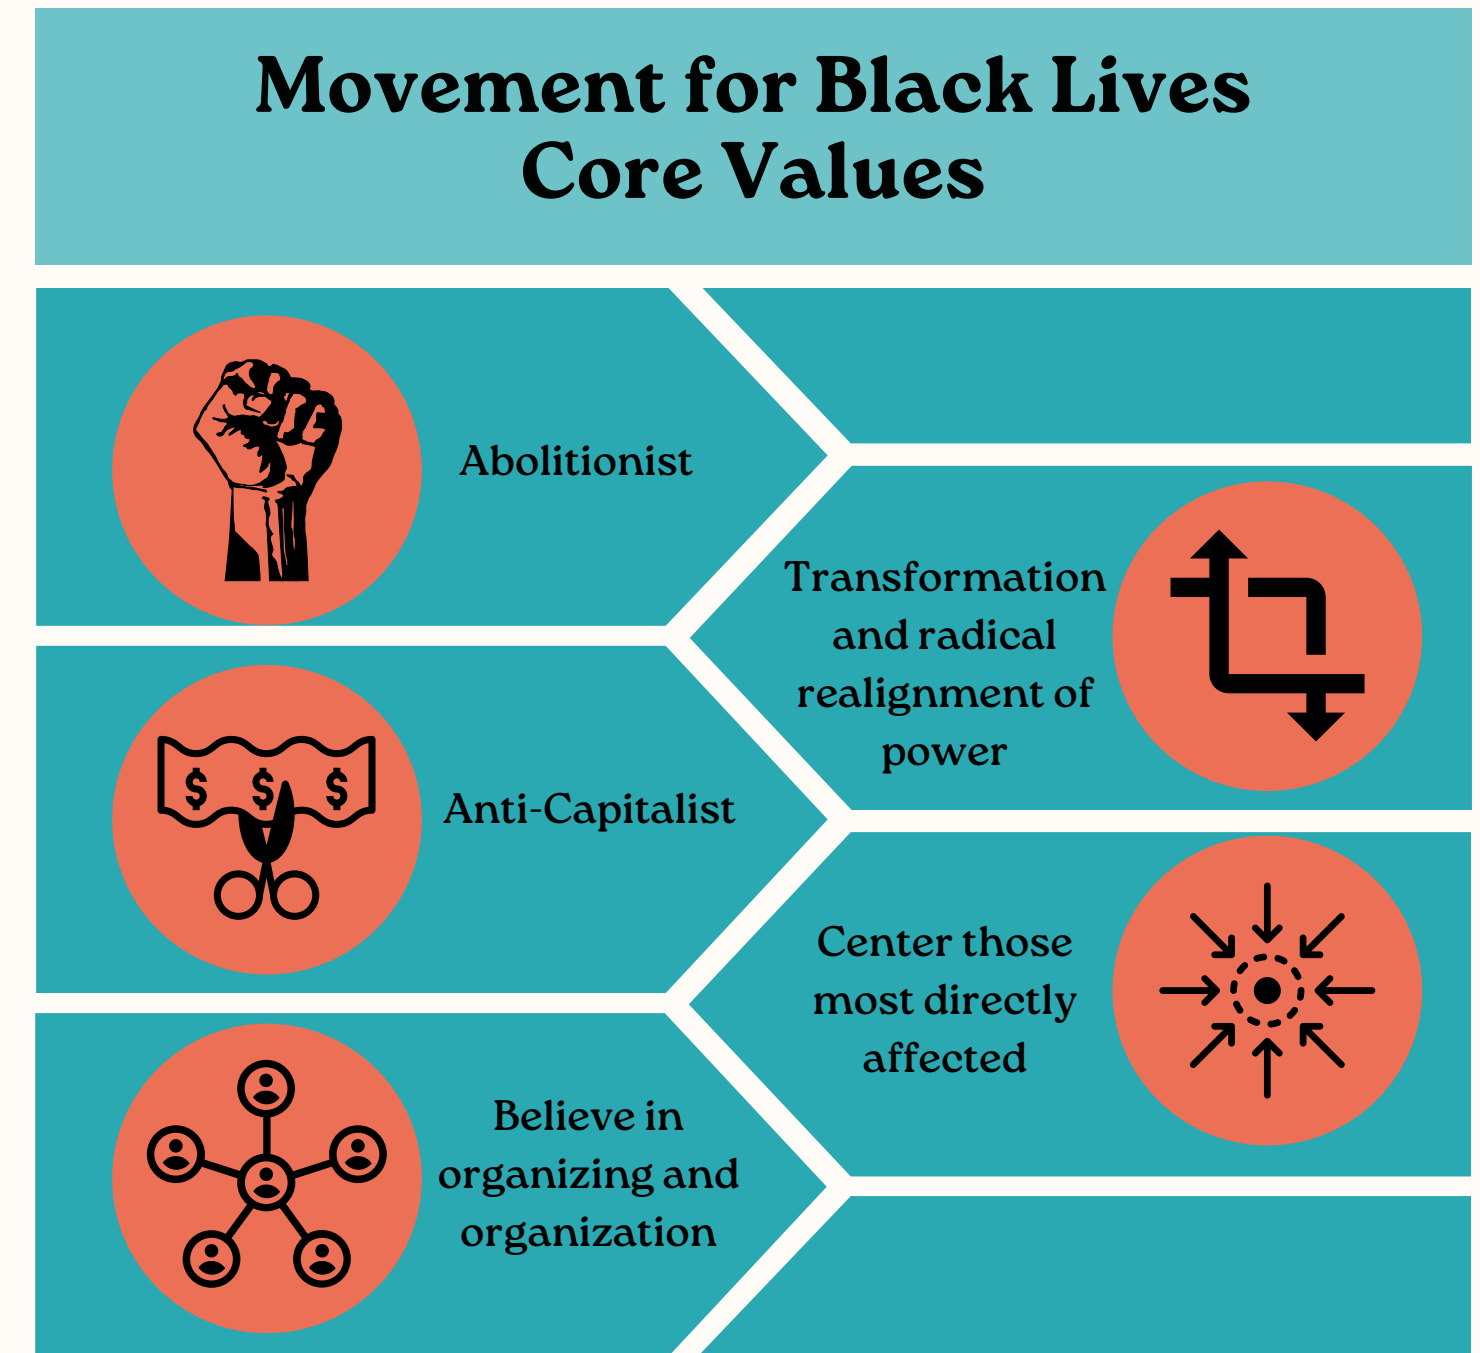 Movement for Black Lives
Core Values
Abolitionist
Transformation
and radical
realignment of
power
$ $ $
Anti-Capitalist
Center those
most directly
affected
Believe in
organizing and
organization